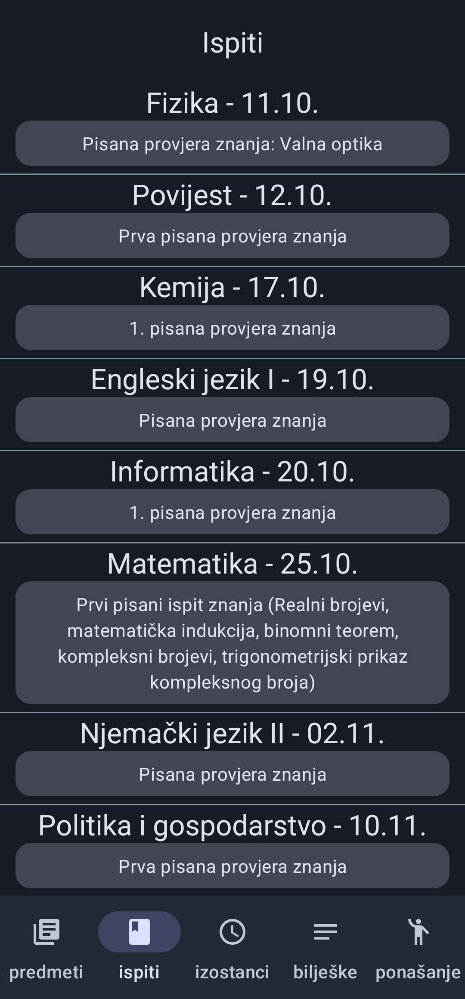 Ispiti
Fizika - 11.10.
Pisana provjera znanja: Valna optika
Povijest - 12.10.
Prva pisana provjera znanja
Kemija - 17.10.
1. pisana provjera znanja
Engleski jezik I - 19.10.
Pisana provjera znanja
Informatika - 20.10.
1. pisana provjera znanja
Matematika - 25.10.
Prvi pisani ispit znanja (Realni brojevi,
matematička indukcija, binomni teorem,
kompleksni brojevi, trigonometrijski prikaz
kompleksnog broja)
Njemački jezik II - 02.11.
Pisana provjera znanja
Politika i gospodarstvo - 10.11.
Prva pisana provjera znanja
predmeti ispiti izostanci bilješke ponašanje